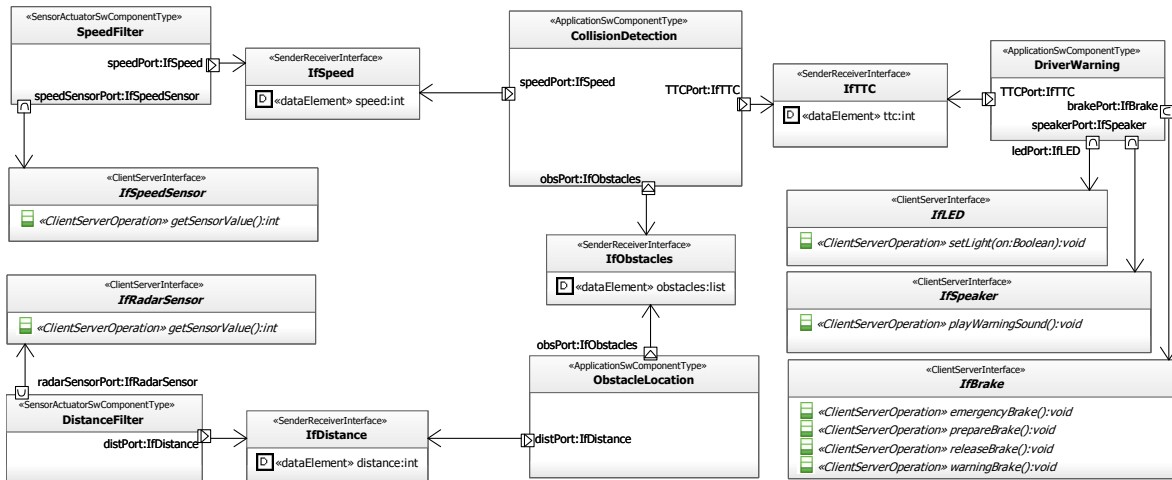 «SensorActuatorSwComponentType»
SpeedFilter
speedPort:IfSpeed
speedSensorPort:IfSpeedSensor
«SenderReceiverInterface»
IfSpeed
D «dataElement» speed:int
«ApplicationSwComponentType»
CollisionDetection
speedPort:IfSpeed
TTCPort:IfTTC
obsPort:IfObstacles
«SenderReceiverInterface»
IfTTC
D «dataElement» ttc:int
«ApplicationSwComponentType»
DriverWarning
TTCPort:IfTTC
brakePort:IfBrake
speakerPort:IfSpeaker
ledPort:IfLED
«ClientServerInterface»
IfSpeedSensor
«ClientServerOperation» getSensorValue():int
«ClientServerInterface»
IfLED
«ClientServerOperation» setLight(on:Boolean):void
«SenderReceiverInterface»
IfObstacles
D «dataElement» obstacles:list
«ClientServerInterface»
IfRadarSensor
«ClientServerOperation» getSensorValue():int
«ClientServerInterface»
IfSpeaker
«ClientServerOperation» playWarningSound():void
radarSensorPort:IfRadarSensor
«SensorActuatorSwComponentType»
DistanceFilter
distPort:IfDistance
«SenderReceiverInterface»
IfDistance
D «dataElement» distance:int
obsPort:IfObstacles
«ApplicationSwComponentType»
ObstacleLocation
distPort:IfDistance
«ClientServerInterface»
IfBrake
«ClientServerOperation» emergencyBrake():void
«ClientServerOperation» prepareBrake():void
«ClientServerOperation» releaseBrake():void
«ClientServerOperation» warningBrake():void